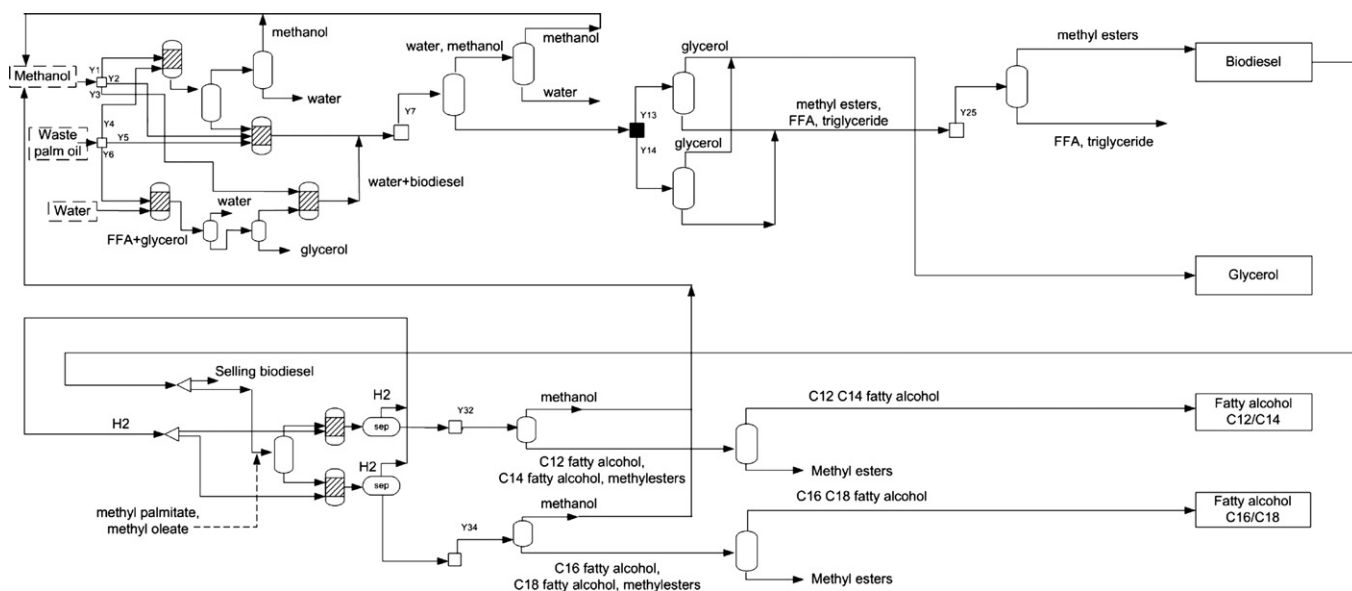 methanol
water, methanol
methanol
methyl esters
glycerol
Methanol
Y1
Y2
Y3
Biodiesel
water
water
Y7
Y13
Y14
methyl esters,
FFA, triglyceride
Y25
Y4
Y5
Y6
Waste
palm oil
glycerol
FFA, triglyceride
water+biodiesel
water
Water
FFA+glycerol
glycerol
Glycerol
Selling biodiesel
H2
methanol
C12 C14 fatty alcohol
Fatty alcohol
C12/C14
Y32
H2
sep
H2
C12 fatty alcohol,
C14 fatty alcohol, methylesters
Methyl esters
sep
methanol
C16 C18 fatty alcohol
Fatty alcohol
C16/C18
methyl palmitate,
methyl oleate
Y34
C16 fatty alcohol,
C18 fatty alcohol, methylesters
Methyl esters